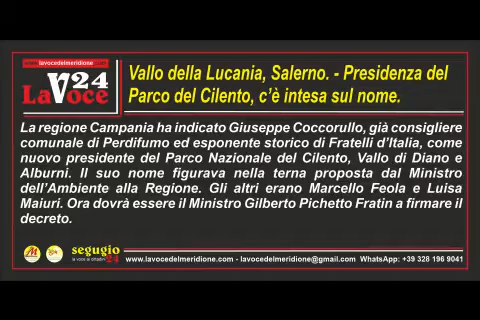 www.lavocedelmeridione.com
LaVoce 24
Vallo della Lucania, Salerno. - Presidenza del
Parco del Cilento, c'è intesa sul nome.
La regione Campania ha indicato Giuseppe Coccorullo, già consigliere
comunale di Perdifumo ed esponente storico di Fratelli d'Italia, come
nuovo presidente del Parco Nazionale del Cilento, Vallo di Diano e
Alburni. Il suo nome figurava nella terna proposta dal Ministro
dell'Ambiente alla Regione. Gli altri erano Marcello Feola e Luisa
Maiuri. Ora dovrà essere il Ministro Gilberto Pichetto Fratin a firmare il
decreto.
segugio
la voce ai cittadini 24
www.lavocedelmeridione.com - lavocedelmeridione@gmail.com WhatsApp: +39 328 196 9041